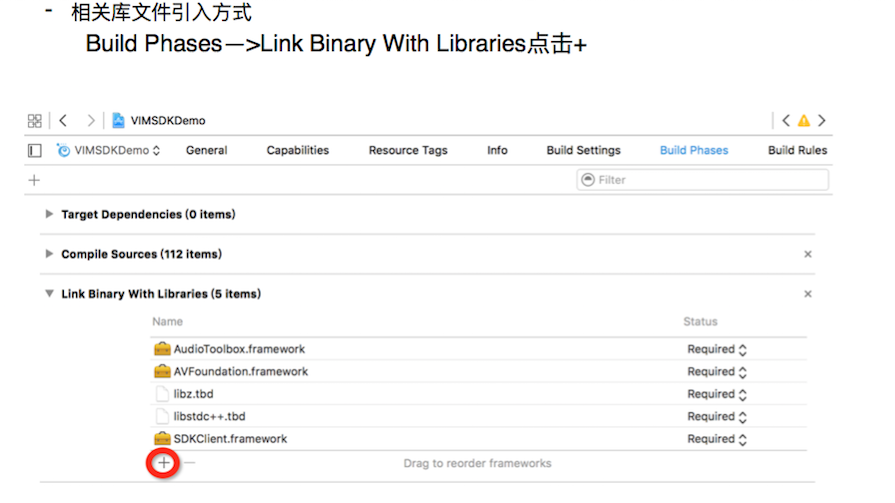 - 相关库文件引入方式
Build Phases—>Link Binary With Libraries点击+
VIMSDKDemo
VIMSDKDemo General Capabilities Resource Tags Info Build Settings Build Phases Build Rules
+ Filter
Target Dependencies (0 items)
Compile Sources (112 items)
Link Binary With Libraries (5 items)
Name Status
AudioToolbox.framework Required
AVFoundation.framework Required
libz.tbd Required
libstdc++.tbd Required
SDKClient.framework Required
+ — Drag to reorder frameworks